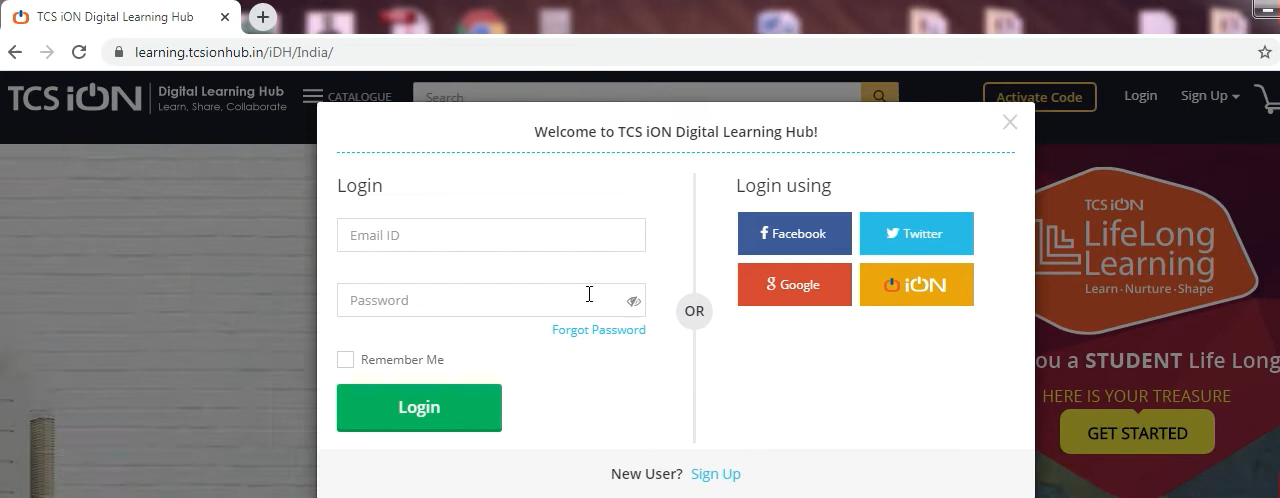 TCS iON Digital Learning Hub
learning.tcsionhub.in/iDH/India/
TCS iON
Digital Learning Hub
Learn, Share, Collaborate
CATALOGUE
Search
Activate Code
Login
Sign Up
Welcome to TCS iON Digital Learning Hub!
Login
Email ID
Password
Forgot Password
Remember Me
Login
OR
Login using
Facebook
Twitter
Google
iON
New User? Sign Up
TCS iON
LifeLong
Learning
Learn • Nurture • Shape
ou a STUDENT Life Long
HERE IS YOUR TREASURE
GET STARTED